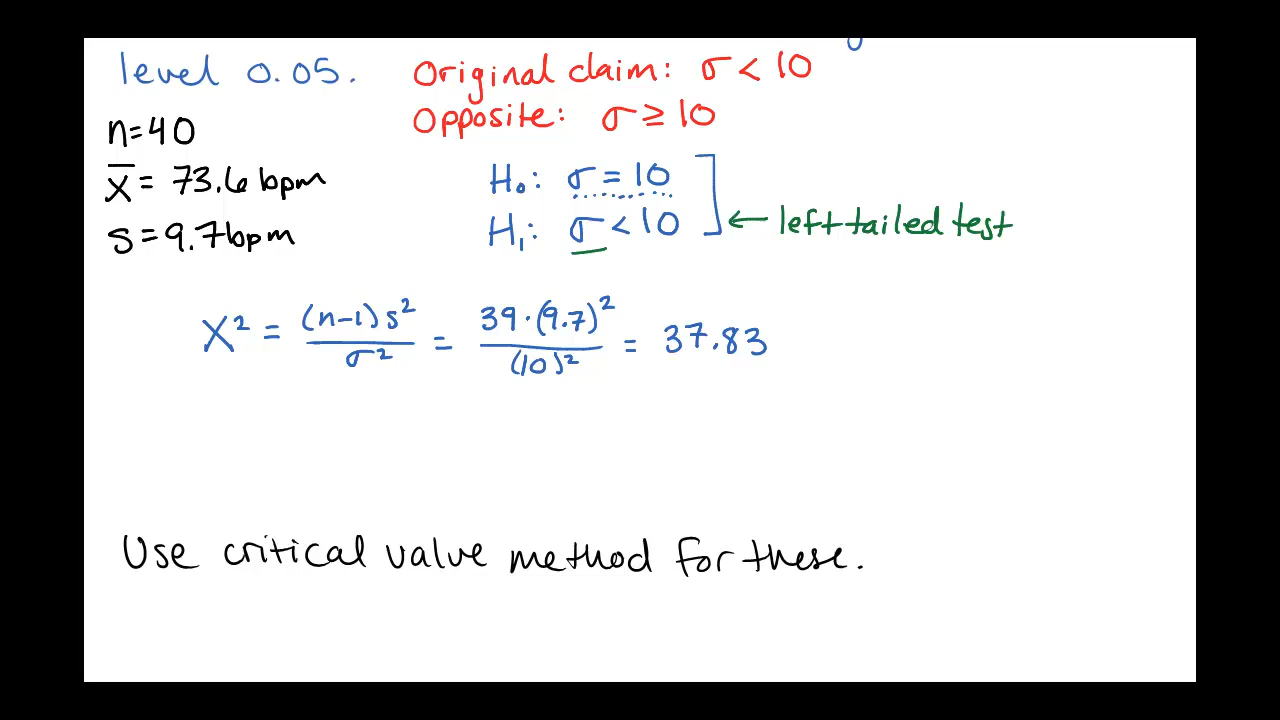 level 0.05. Original claim: σ < 10
n=40 Opposite: σ ≥ 10
x̄ = 73.6 bpm H₀: σ = 10
s = 9.7 bpm H₁: σ < 10 ← left tailed test
X² = (n-1)s²/σ² = 39·(9.7)²/(10)² = 37.83
Use critical value method for these.